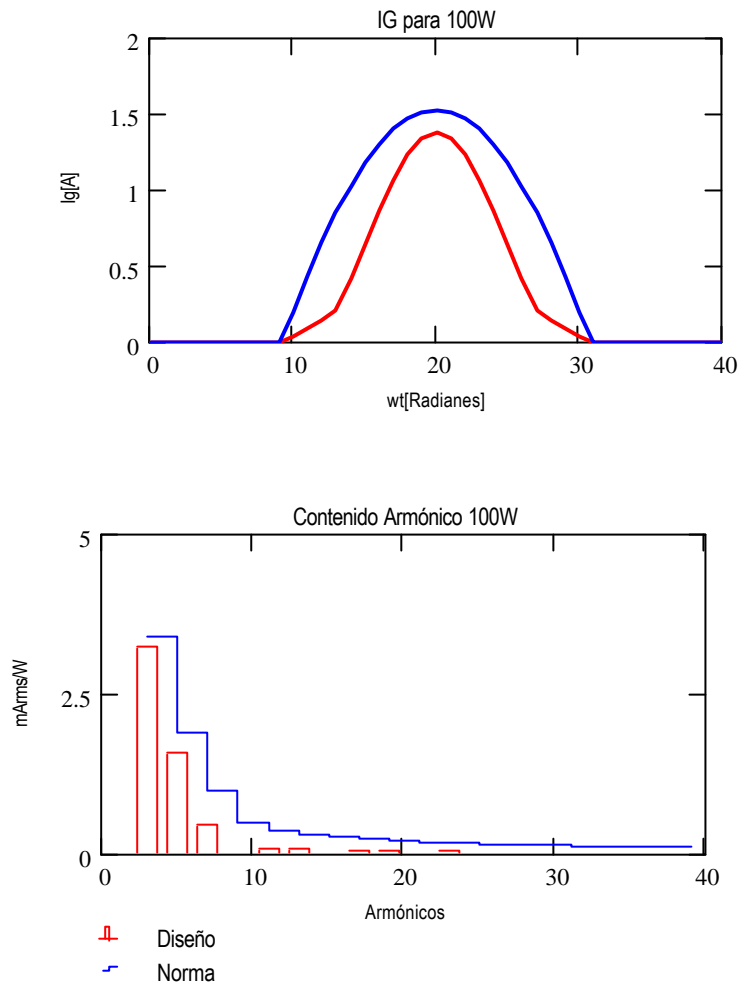 IG para 100W
2
1.5
1
0.5
0
Ig[A]
0 10 20 30 40
wt[Radianes]
Contenido Armónico 100W
5
2.5
0
mArms/W
0 10 20 30 40
Armónicos
Diseño
Norma